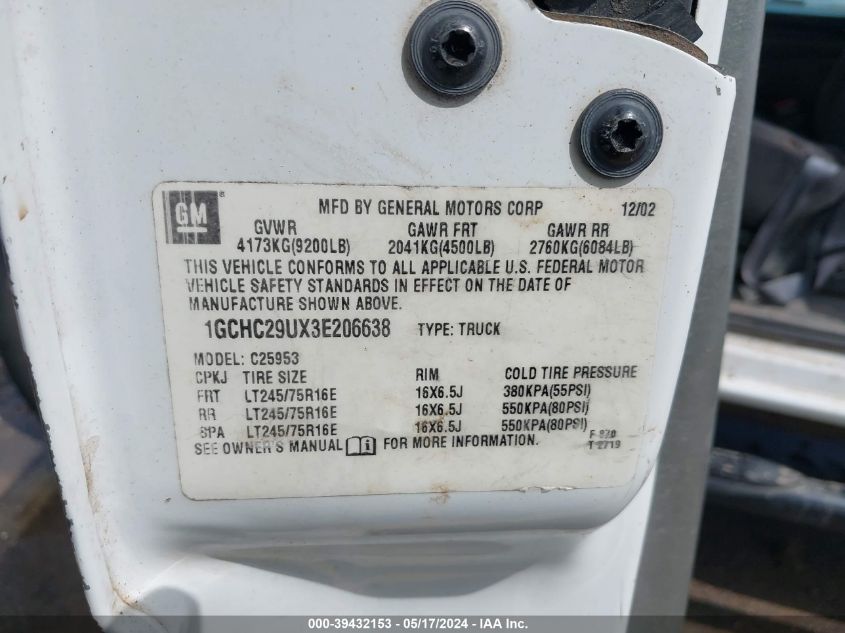 GM ®
MFD BY GENERAL MOTORS CORP 12/02
GVWR GAWR FRT GAWR RR
4173KG(9200LB) 2041KG(4500LB) 2760KG(6084LB)
THIS VEHICLE CONFORMS TO ALL APPLICABLE U.S. FEDERAL MOTOR
VEHICLE SAFETY STANDARDS IN EFFECT ON THE DATE OF
MANUFACTURE SHOWN ABOVE.
1GCHC29UX3E206638 TYPE: TRUCK
MODEL: C25953
CPKJ TIRE SIZE RIM COLD TIRE PRESSURE
FRT LT245/75R16E 16X6.5J 380KPA(55PSI)
RR LT245/75R16E 16X6.5J 550KPA(80PSI)
SPA LT245/75R16E 16X6.5J 550KPA(80PSI)
SEE OWNER'S MANUAL FOR MORE INFORMATION. F
T 2719
000-39432153 - 05/17/2024 - IAA Inc.